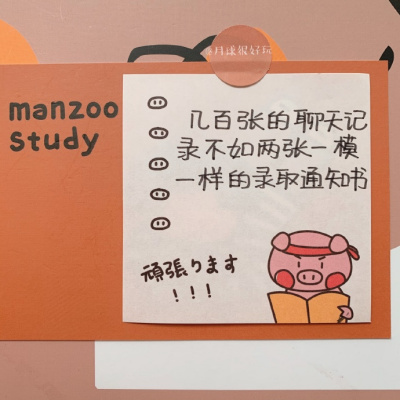 @月谦很好玩
manzoo
study
几百张的聊天记
录不如两张一模
一样的录取通知书
頑張ります
!!!